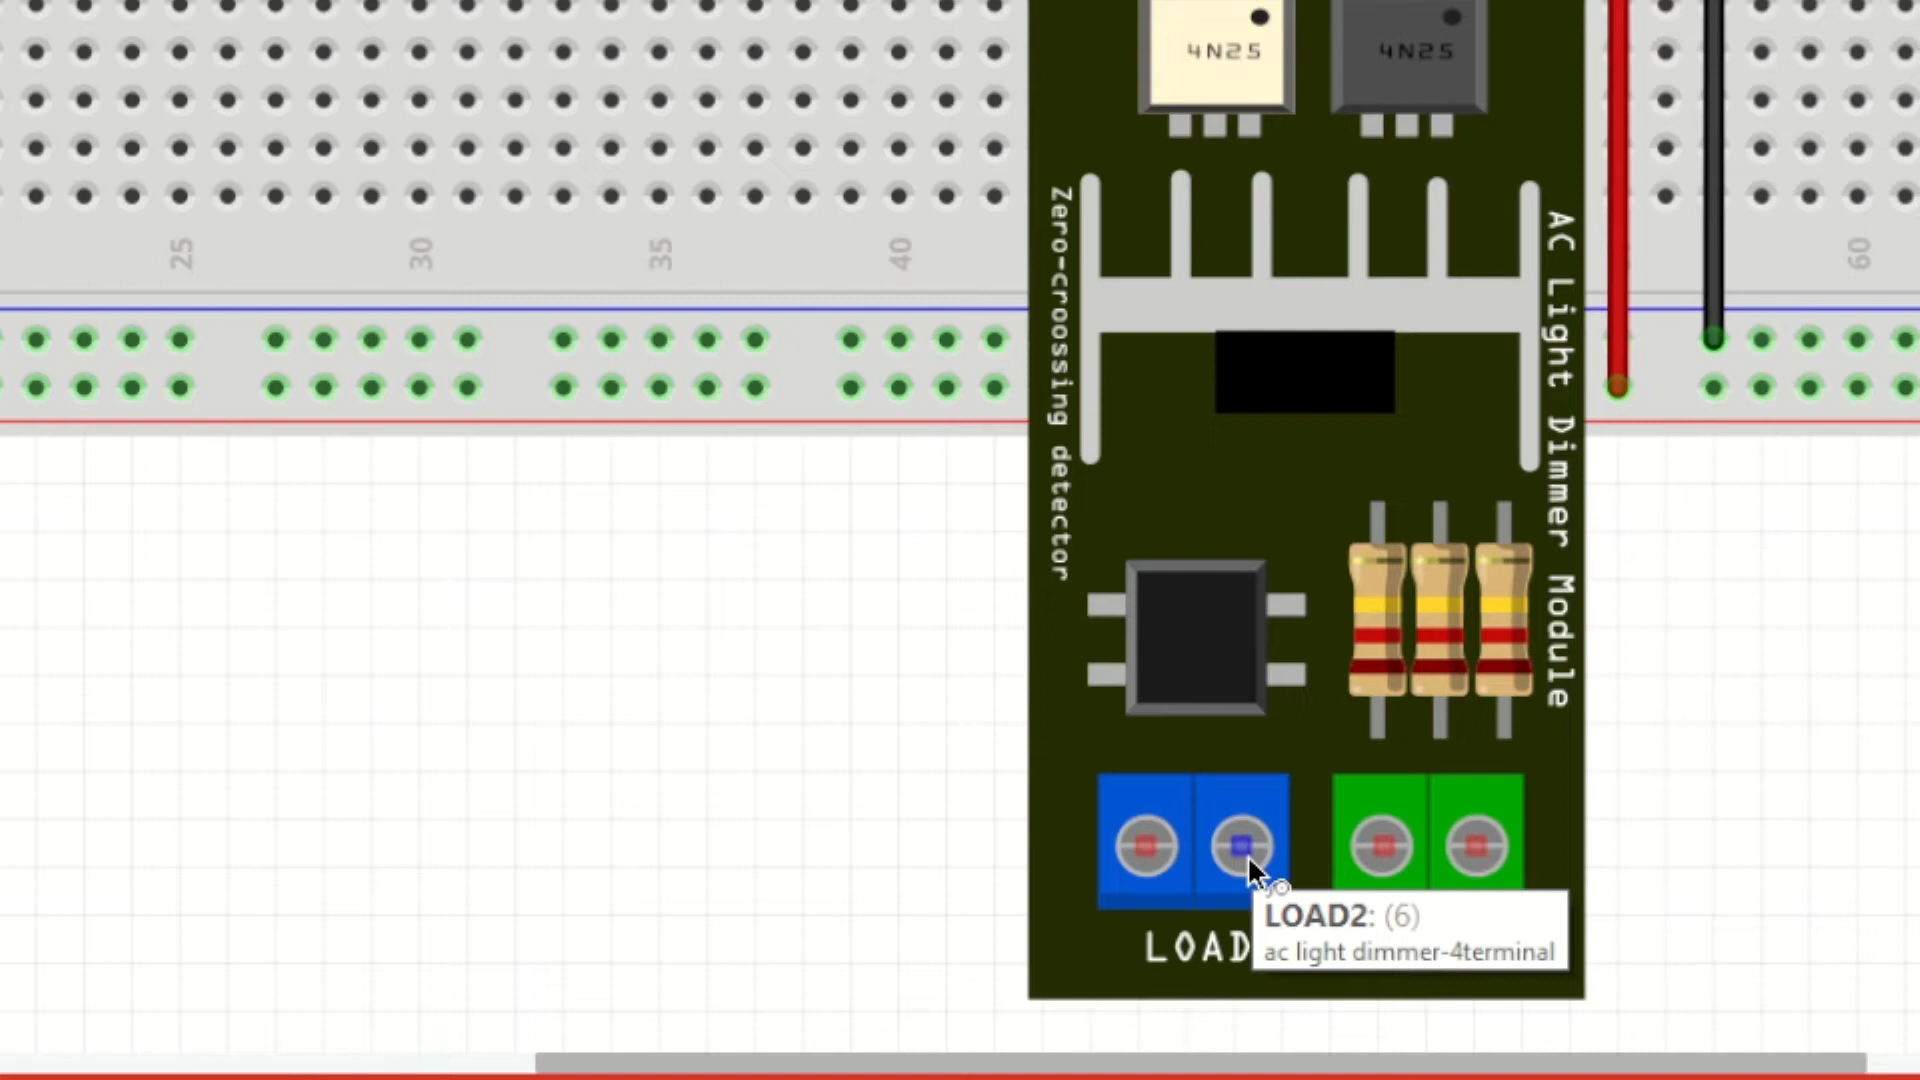 4N25
4N25
25
30
35
40
60
Zero-croossing detector
AC Light Dimmer Module
LOAD
LOAD2: (6)
ac light dimmer-4terminal